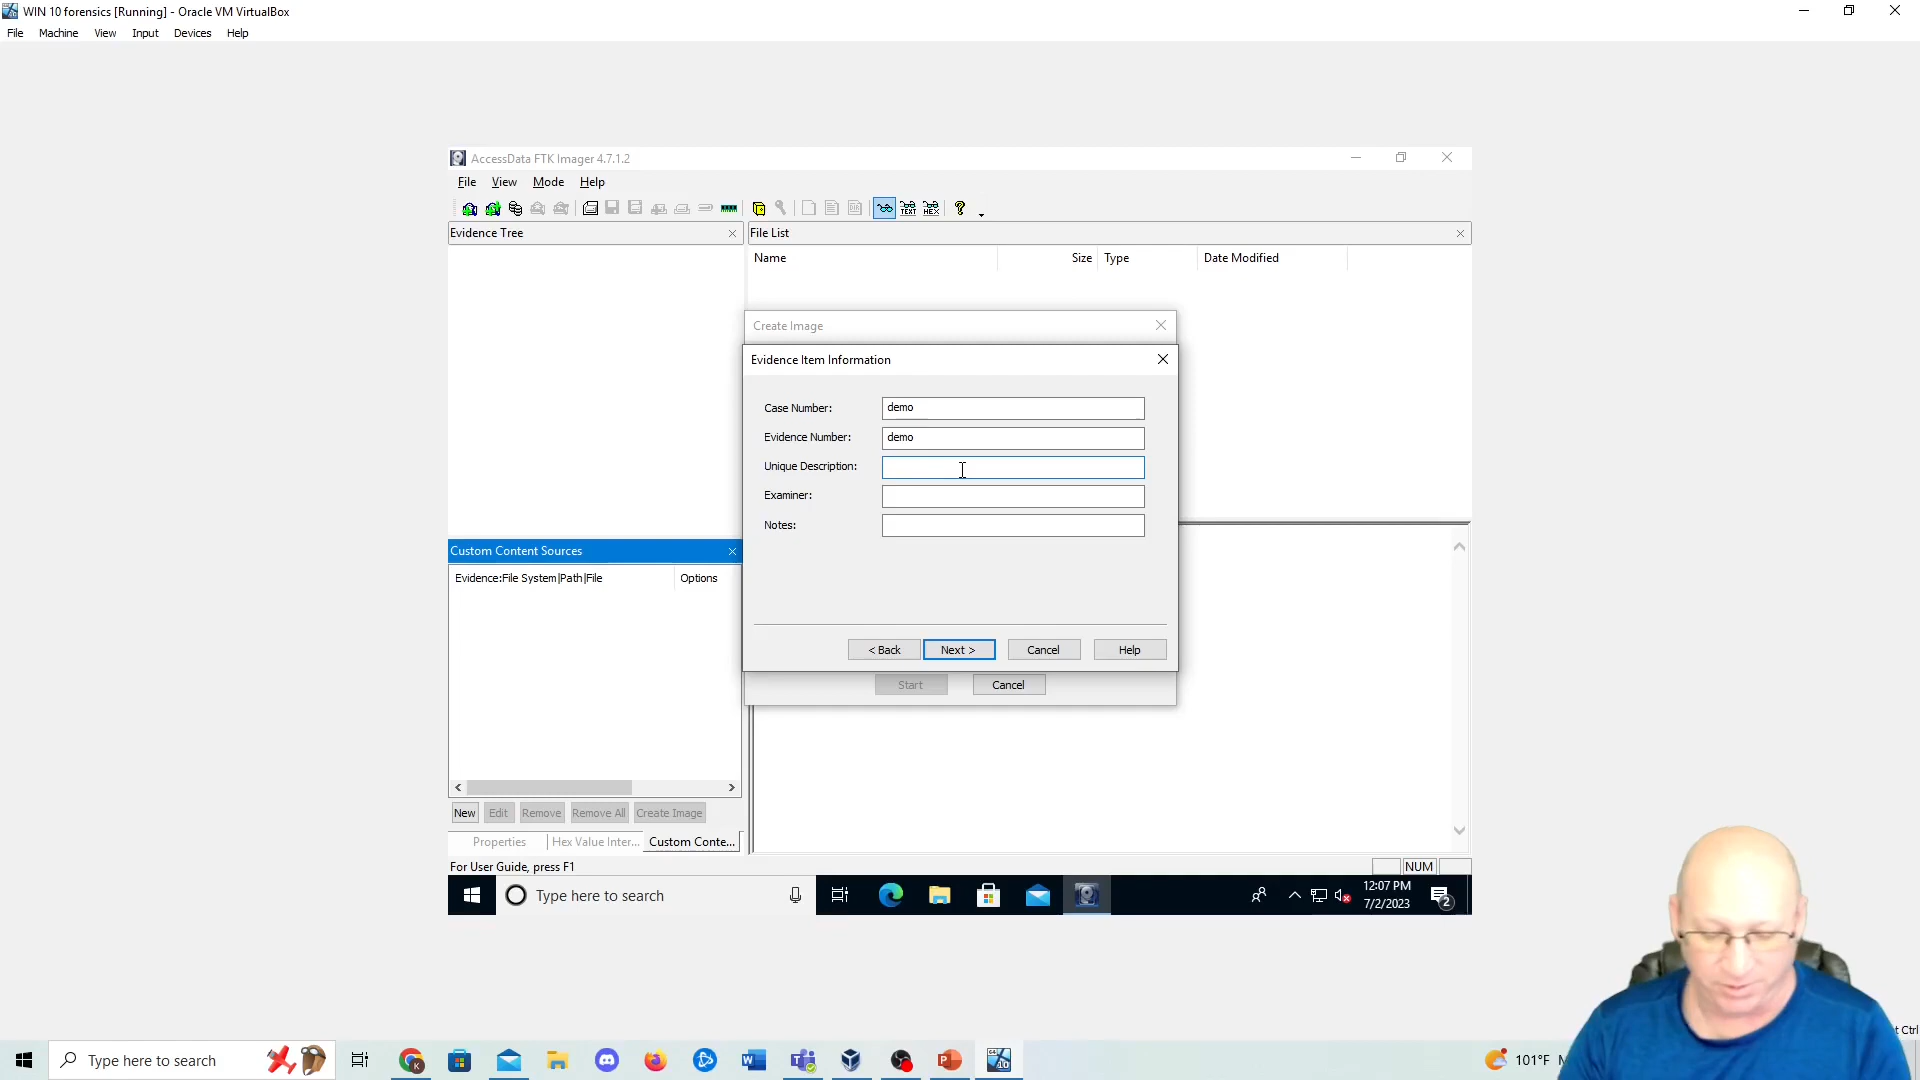 WIN 10 forensics [Running] - Oracle VM VirtualBox
File Machine View Input Devices Help
AccessData FTK Imager 4.7.1.2
File View Mode Help
TEXT HEX
Evidence Tree
File List
Name Size Type Date Modified
Create Image
Evidence Item Information
Case Number: demo
Evidence Number: demo
Unique Description:
Examiner:
Notes:
< Back Next > Cancel Help
Start Cancel
Custom Content Sources
Evidence:File System|Path|File Options
New Edit Remove Remove All Create Image
Properties Hex Value Inter... Custom Conte...
For User Guide, press F1
NUM
Type here to search
12:07 PM
7/2/2023
2
t Ctrl
Type here to search
101°F